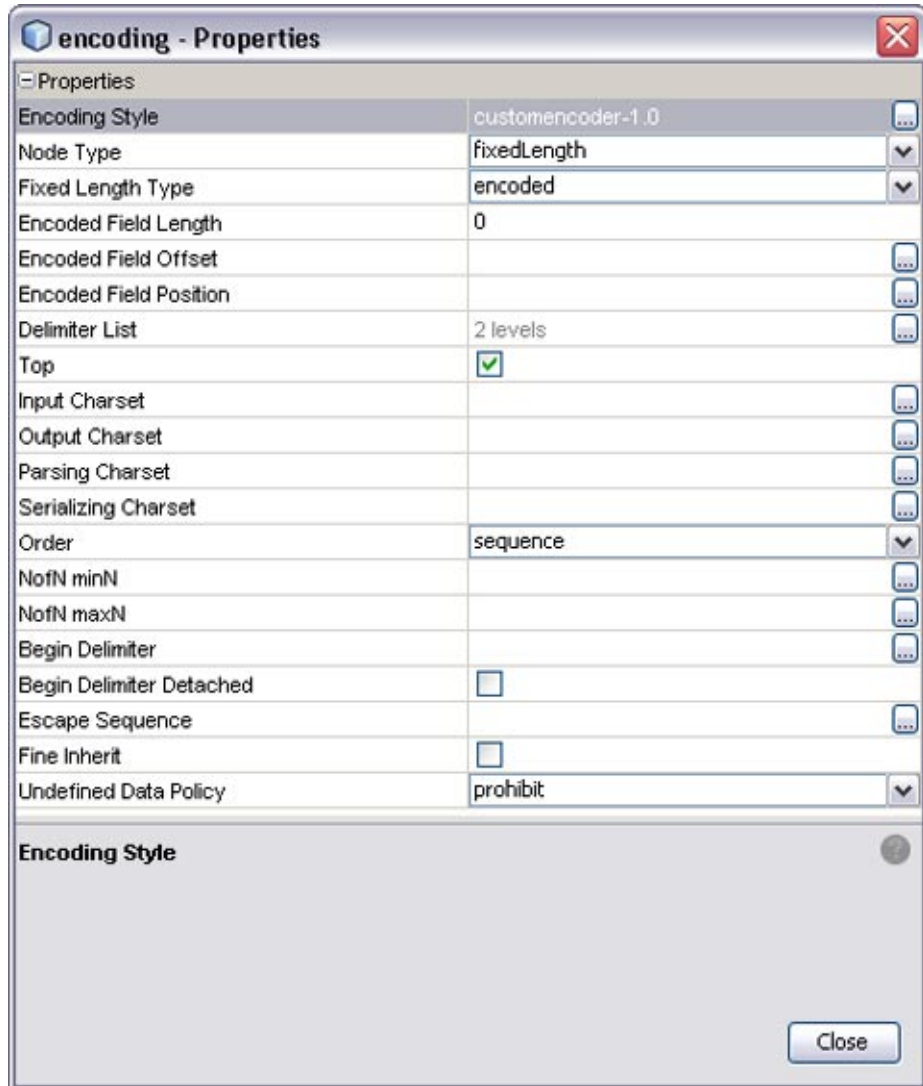 encoding - Properties
Properties
Encoding Style customencoder-1.0 ...
Node Type fixedLength
Fixed Length Type encoded
Encoded Field Length 0
Encoded Field Offset ...
Encoded Field Position ...
Delimiter List 2 levels ...
Top
Input Charset ...
Output Charset ...
Parsing Charset ...
Serializing Charset ...
Order sequence
NofN minN ...
NofN maxN ...
Begin Delimiter ...
Begin Delimiter Detached
Escape Sequence ...
Fine Inherit
Undefined Data Policy prohibit
Encoding Style ?
Close